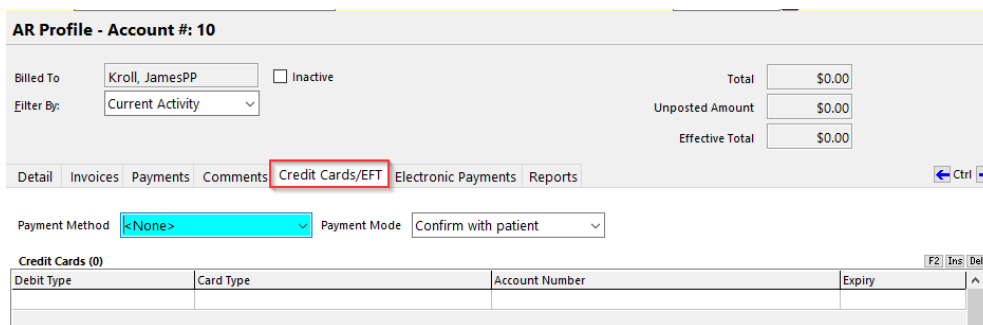 AR Profile - Account #: 10
Billed To Kroll, JamesPP Inactive Total $0.00
Filter By: Current Activity Unposted Amount $0.00
Effective Total $0.00
Detail Invoices Payments Comments Credit Cards/EFT Electronic Payments Reports Ctrl
Payment Method <None> Payment Mode Confirm with patient
Credit Cards (0) F2 Ins Del
Debit Type Card Type Account Number Expiry